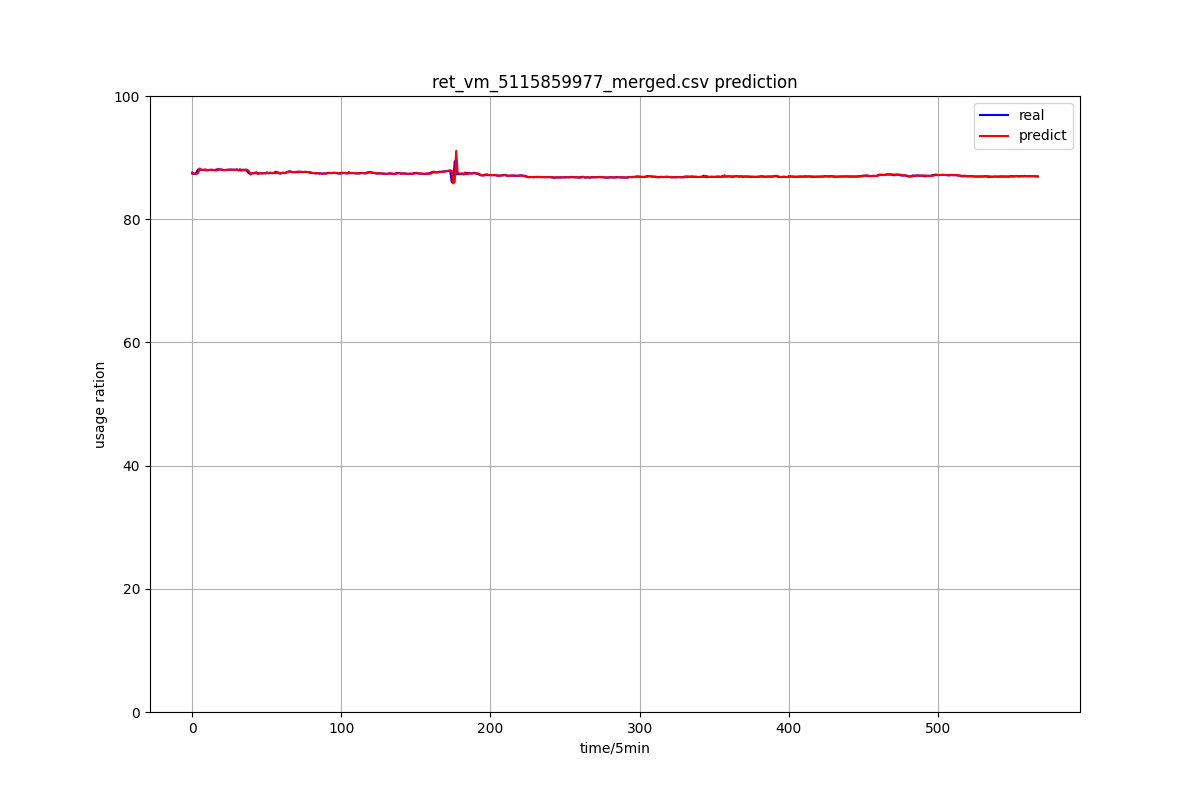 ret_vm_5115859977_merged.csv prediction
100
80
60
40
20
0
usage ration
0 100 200 300 400 500
time/5min
real
predict